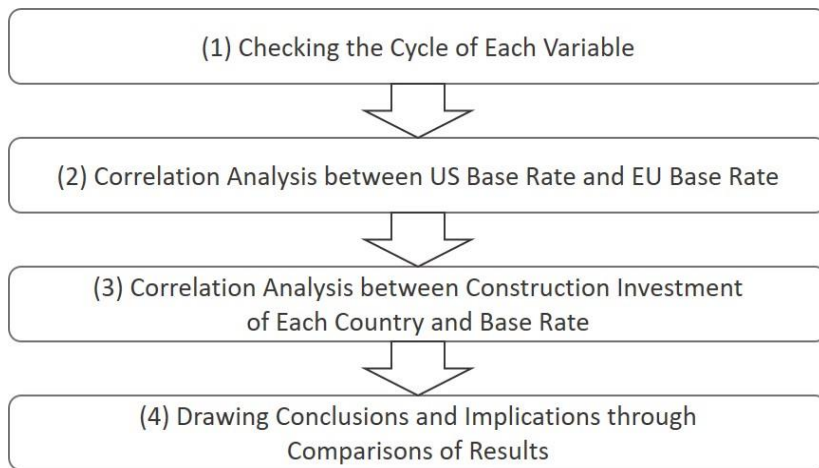 (1) Checking the Cycle of Each Variable
(2) Correlation Analysis between US Base Rate and EU Base Rate
(3) Correlation Analysis between Construction Investment
of Each Country and Base Rate
(4) Drawing Conclusions and Implications through
Comparisons of Results